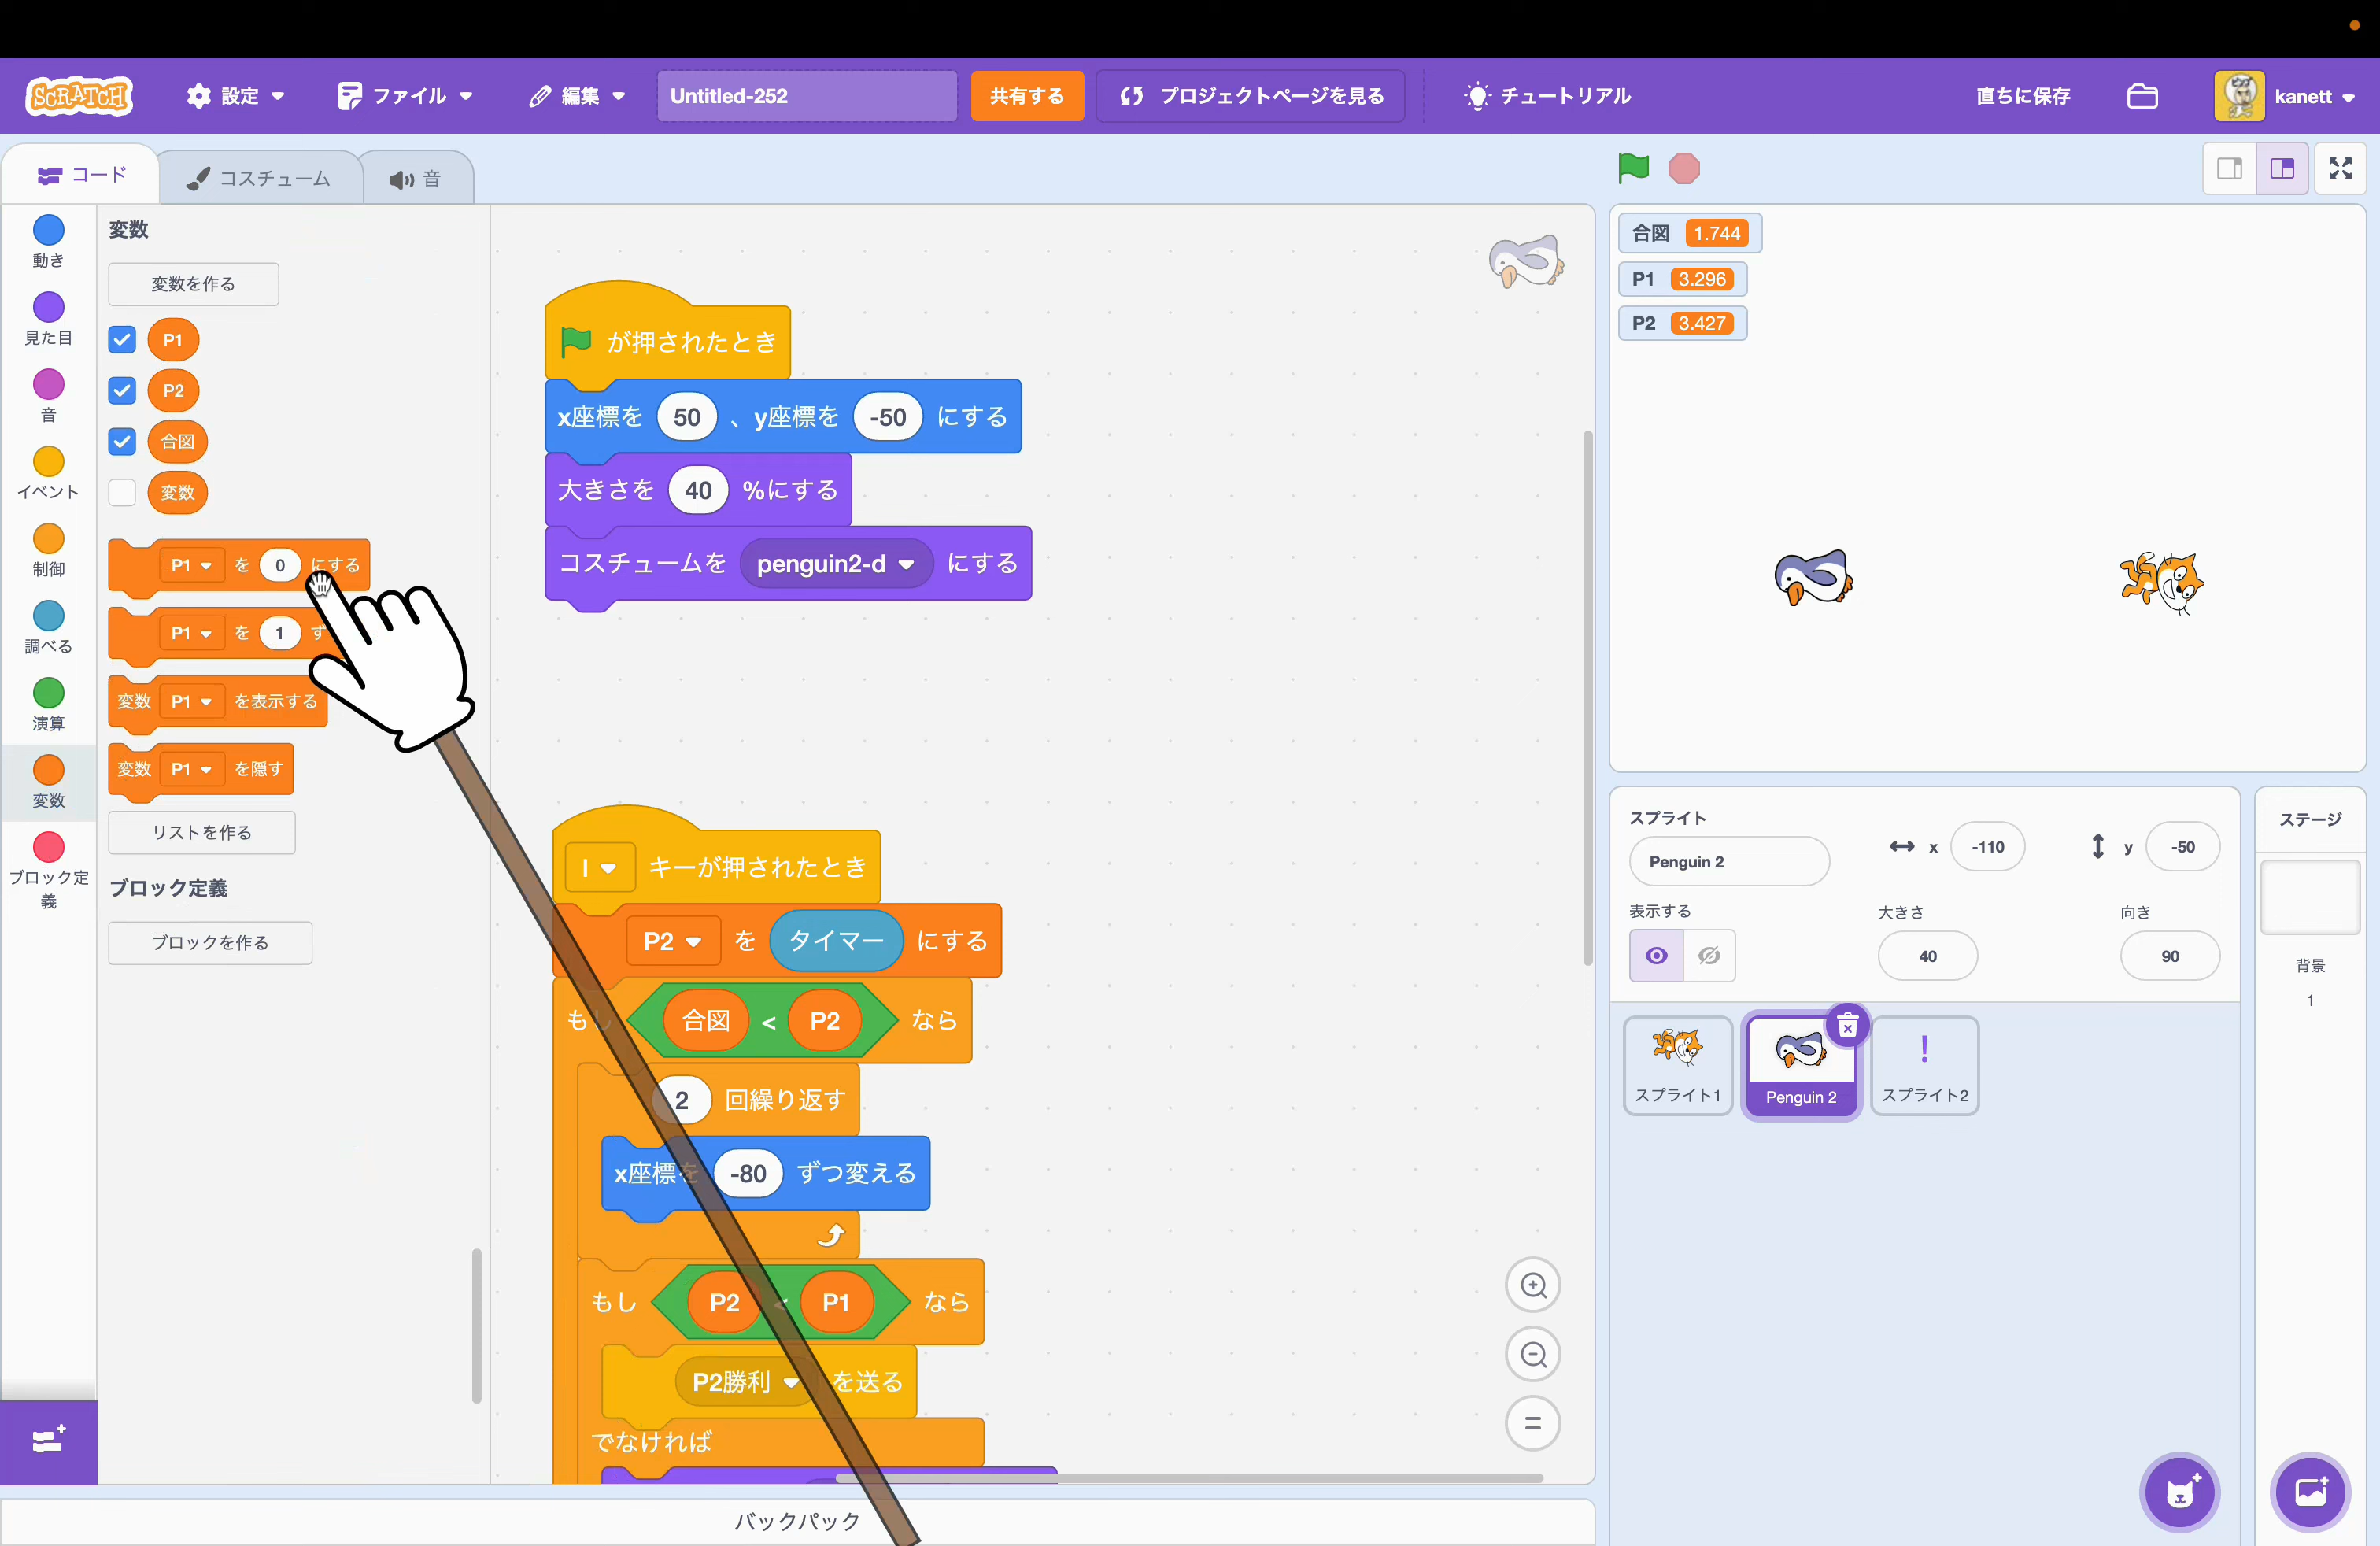 SCRATCH 設定 ファイル 編集 Untitled-252 共有する プロジェクトページを見る チュートリアル 直ちに保存 kanett
コード コスチューム 音
動き
見た目
音
イベント
制御
調べる
演算
変数
ブロック定
義
変数
変数を作る
P1
P2
合図
変数
P1 を 0 にする
P1 を 1 ず
変数 P1 を表示する
変数 P1 を隠す
リストを作る
ブロック定義
ブロックを作る
が押されたとき
x座標を 50 、y座標を -50 にする
大きさを 40 %にする
コスチュームを penguin2-d にする
l キーが押されたとき
P2 を タイマー にする
もし 合図 < P2 なら
2 回繰り返す
x座標を -80 ずつ変える
もし P2 < P1 なら
P2勝利 を送る
でなければ
バックパック
合図 1.744
P1 3.296
P2 3.427
スプライト
Penguin 2 x -110 y -50
表示する 大きさ 向き
40 90
スプライト1 Penguin 2 スプライト2
!
ステージ
背景
1